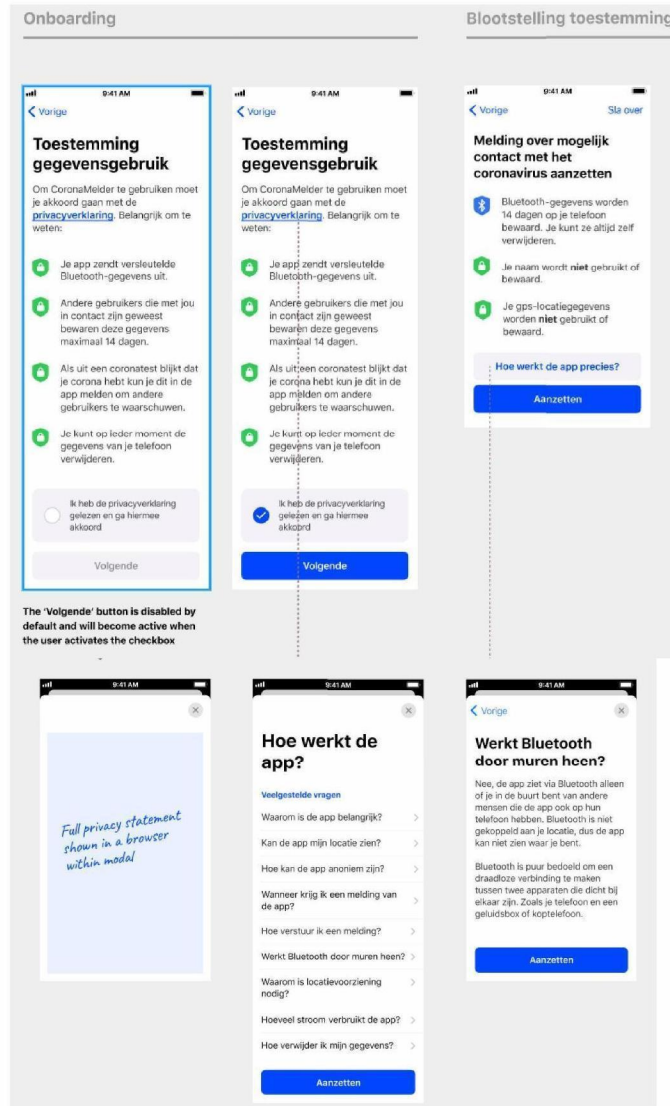 Onboarding
Blootstelling toestemming
9:41 AM
Vorige
Toestemming
gegevensgebruik
Om CoronaMelder te gebruiken moet
je akkoord gaan met de
privacyverklaring. Belangrijk om te
weten:
Je app zendt versleutelde
Bluetooth-gegevens uit.
Andere gebruikers die met jou
in contact zijn geweest
bewaren deze gegevens
maximaal 14 dagen.
Als uit een coronatest blijkt dat
je corona hebt kun je dit in de
app melden om andere
gebruikers te waarschuwen.
Je kunt op ieder moment de
gegevens van je telefoon
verwijderen.
Ik heb de privacyverklaring
gelezen en ga hiermee
akkoord
Volgende
The 'Volgende' button is disabled by
default and will become active when
the user activates the checkbox
9:41 AM
Vorige
Toestemming
gegevensgebruik
Om CoronaMelder te gebruiken moet
je akkoord gaan met de
privacyverklaring. Belangrijk om te
weten:
Je app zendt versleutelde
Bluetooth-gegevens uit.
Andere gebruikers die met jou
in contact zijn geweest
bewaren deze gegevens
maximaal 14 dagen.
Als uit een coronatest blijkt dat
je corona hebt kun je dit in de
app melden om andere
gebruikers te waarschuwen.
Je kunt op ieder moment de
gegevens van je telefoon
verwijderen.
Ik heb de privacyverklaring
gelezen en ga hiermee
akkoord
Volgende
9:41 AM
Vorige Sla over
Melding over mogelijk
contact met het
coronavirus aanzetten
Bluetooth-gegevens worden
14 dagen op je telefoon
bewaard. Je kunt ze altijd zelf
verwijderen.
Je naam wordt niet gebruikt of
bewaard.
Je gps-locatiegegevens
worden niet gebruikt of
bewaard.
Hoe werkt de app precies?
Aanzetten
9:41 AM
Full privacy statement
shown in a browser
within modal
9:41 AM
Hoe werkt de
app?
Veelgestelde vragen
Waarom is de app belangrijk?
Kan de app mijn locatie zien?
Hoe kan de app anoniem zijn?
Wanneer krijg ik een melding van
de app?
Hoe verstuur ik een melding?
Werkt Bluetooth door muren heen?
Waarom is locatievoorziening
nodig?
Hoeveel stroom verbruikt de app?
Hoe verwijder ik mijn gegevens?
Aanzetten
9:41 AM
Vorige
Werkt Bluetooth
door muren heen?
Nee, de app ziet via Bluetooth alleen
of je in de buurt bent van andere
mensen die de app ook op hun
telefoon hebben. Bluetooth is niet
gekoppeld aan je locatie, dus de app
kan niet zien waar je bent.
Bluetooth is puur bedoeld om een
draadloze verbinding te maken
tussen twee apparaten die dicht bij
elkaar zijn. Zoals je telefoon en een
geluidsbox of koptelefoon.
Aanzetten